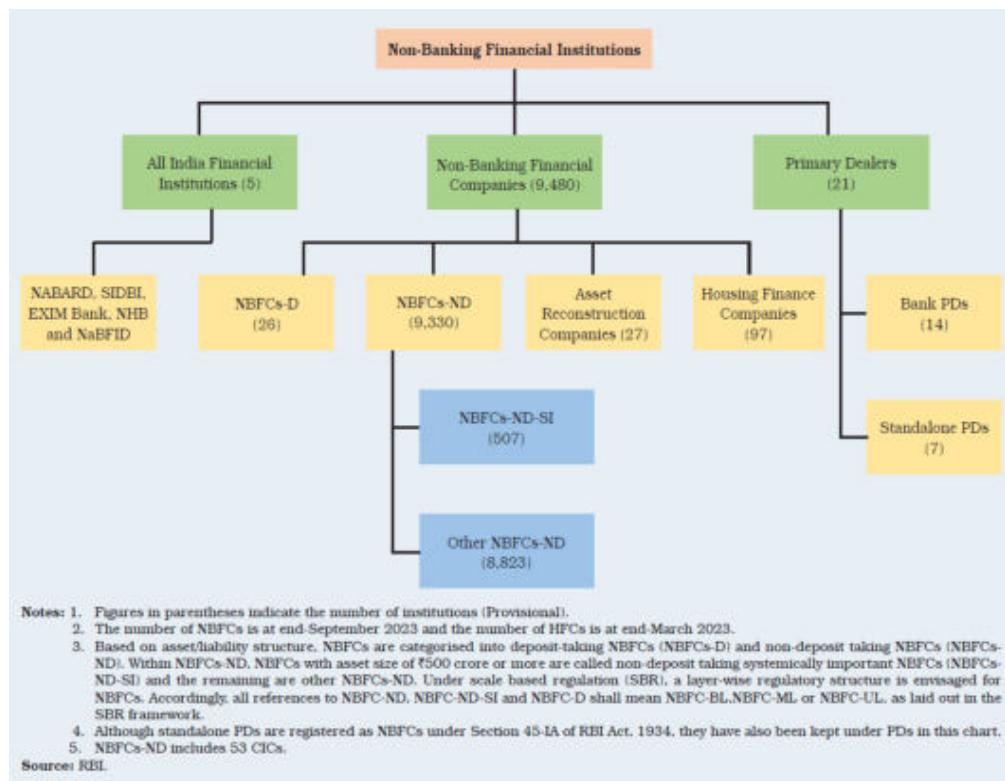 Non-Banking Financial Institutions
All India Financial
Institutions (5)
Non-Banking Financial
Companies (9,480)
Primary Dealers
(21)
NABARD, SIDBI,
EXIM Bank, NHB
and NaBFID
NBFCs-D
(26)
NBFCs-ND
(9,330)
Asset
Reconstruction
Companies (27)
Housing Finance
Companies
(97)
Bank PDs
(14)
NBFCs-ND-SI
(507)
Standalone PDs
(7)
Other NBFCs-ND
(8,823)
Notes: 1. Figures in parentheses indicate the number of institutions (Provisional).
2. The number of NBFCs is at end-September 2023 and the number of HFCs is at end-March 2023.
3. Based on asset/liability structure, NBFCs are categorised into deposit-taking NBFCs (NBFCs-D) and non-deposit taking NBFCs (NBFCs-
ND). Within NBFCs-ND, NBFCs with asset size of ₹500 crore or more are called non-deposit taking systemically important NBFCs (NBFCs-
ND-SI) and the remaining are other NBFCs-ND. Under scale based regulation (SBR), a layer-wise regulatory structure is envisaged for
NBFCs. Accordingly, all references to NBFC-ND, NBFC-ND-SI and NBFC-D shall mean NBFC-BL,NBFC-ML or NBFC-UL, as laid out in the
SBR framework.
4. Although standalone PDs are registered as NBFCs under Section 45-IA of RBI Act, 1934, they have also been kept under PDs in this chart.
5. NBFCs-ND includes 53 CICs.
Source: RBI.